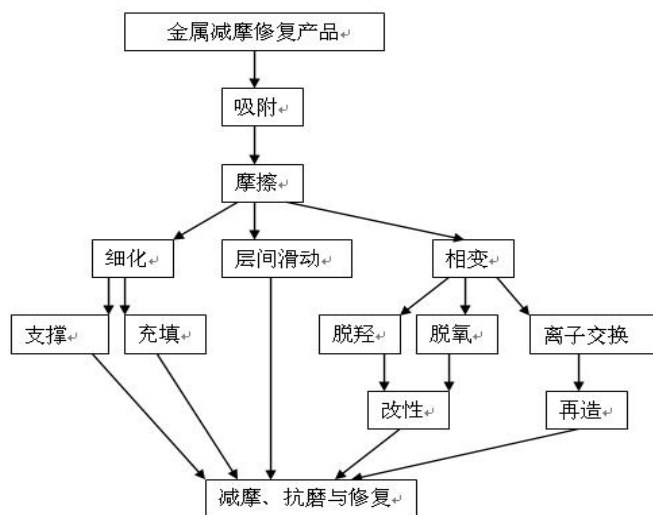 金属减摩修复产品
吸附
摩擦
细化
层间滑动
相变
支撑
充填
脱羟
脱氧
离子交换
改性
再造
减摩、抗磨与修复